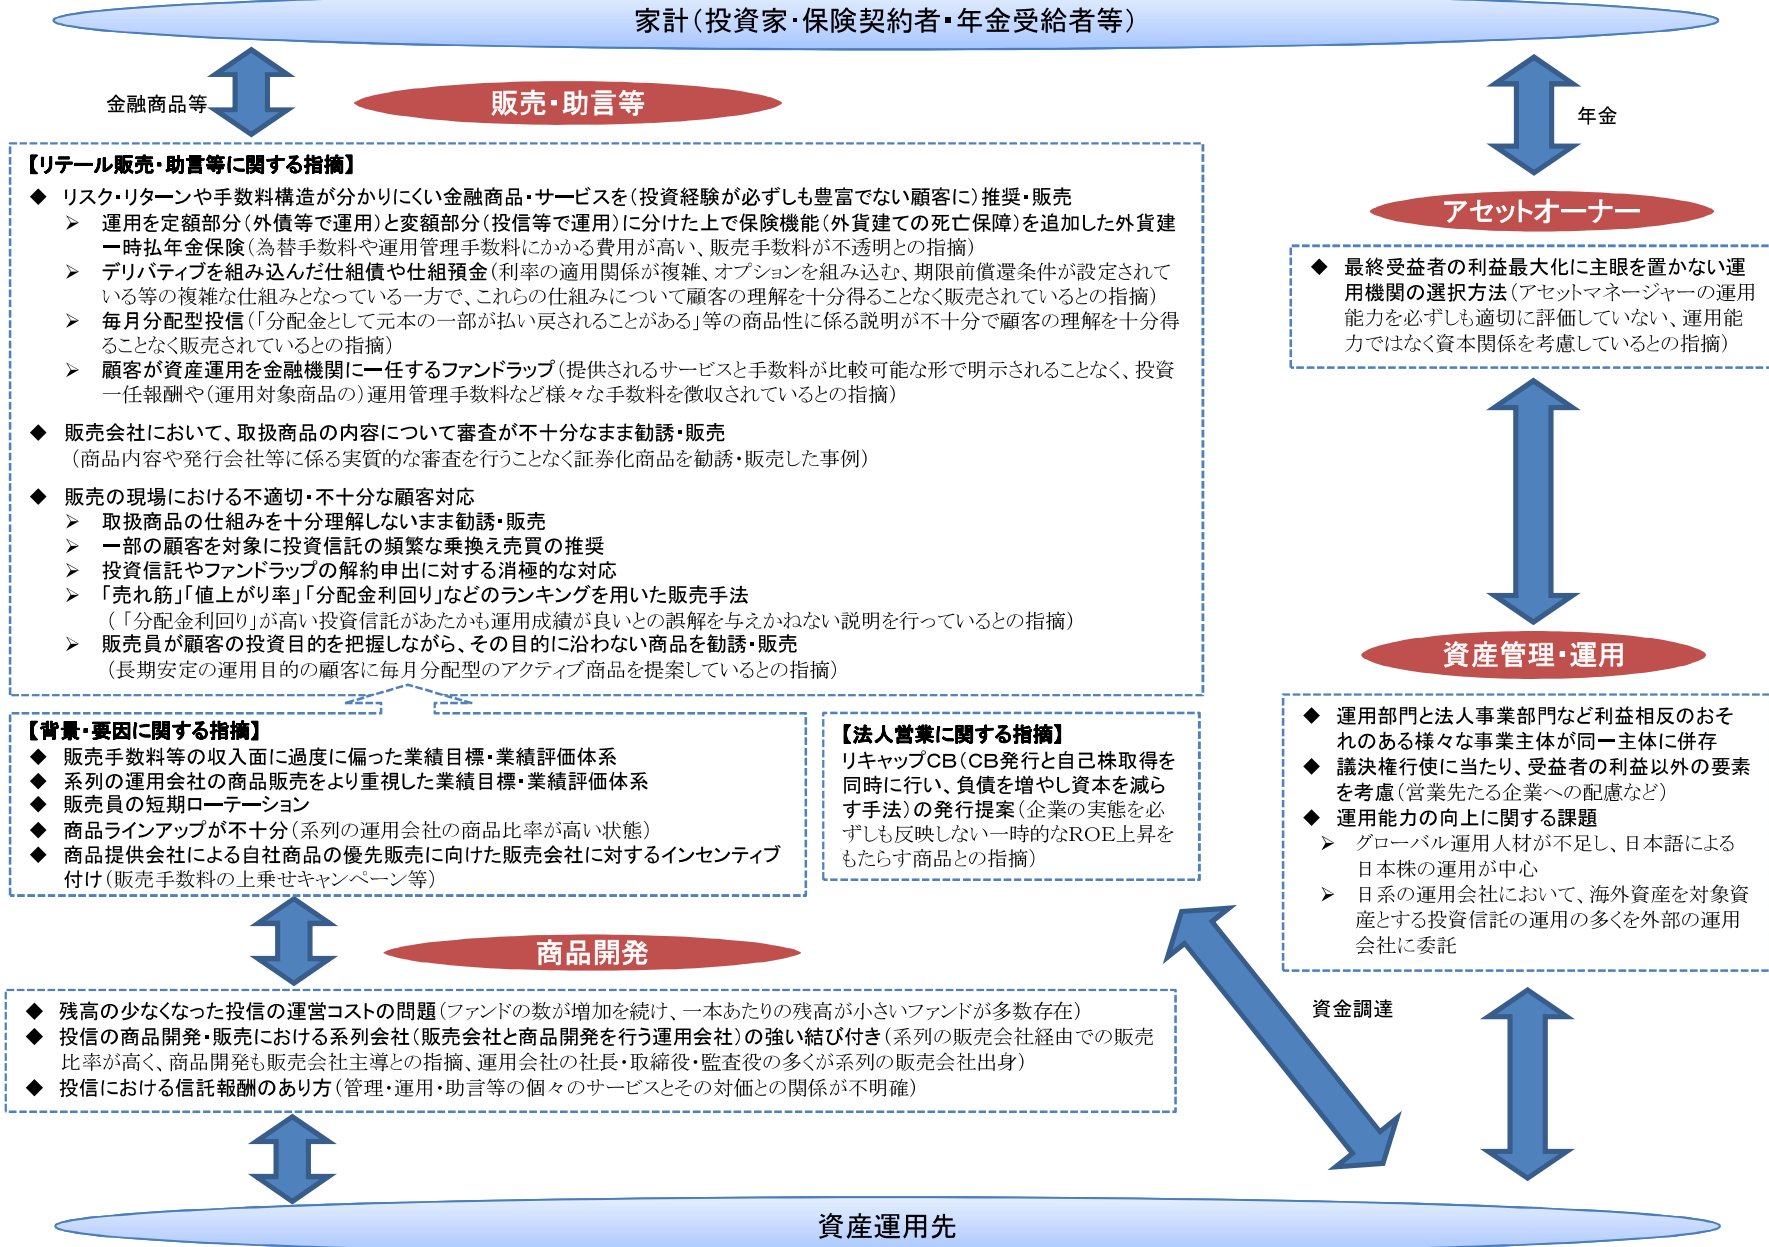 家計(投資家・保険契約者・年金受給者等)
金融商品等
販売・助言等
年金
【リテール販売・助言等に関する指摘】
◆ リスク・リターンや手数料構造が分かりにくい金融商品・サービスを(投資経験が必ずしも豊富でない顧客に)推奨・販売
➢ 運用を定額部分(外債等で運用)と変額部分(投信等で運用)に分けた上で保険機能(外貨建ての死亡保障)を追加した外貨建
一時払年金保険(為替手数料や運用管理手数料にかかる費用が高い、販売手数料が不透明との指摘)
➢ デリバティブを組み込んだ仕組債や仕組預金(利率の適用関係が複雑、オプションを組み込む、期限前償還条件が設定されて
いる等の複雑な仕組みとなっている一方で、これらの仕組みについて顧客の理解を十分得ることなく販売されているとの指摘)
➢ 毎月分配型投信(「分配金として元本の一部が払い戻されることがある」等の商品性に係る説明が不十分で顧客の理解を十分得
ることなく販売されているとの指摘)
➢ 顧客が資産運用を金融機関に一任するファンドラップ(提供されるサービスと手数料が比較可能な形で明示されることなく、投資
一任報酬や(運用対象商品の)運用管理手数料など様々な手数料を徴収されているとの指摘)
◆ 販売会社において、取扱商品の内容について審査が不十分なまま勧誘・販売
(商品内容や発行会社等に係る実質的な審査を行うことなく証券化商品を勧誘・販売した事例)
◆ 販売の現場における不適切・不十分な顧客対応
➢ 取扱商品の仕組みを十分理解しないまま勧誘・販売
➢ 一部の顧客を対象に投資信託の頻繁な乗換え売買の推奨
➢ 投資信託やファンドラップの解約申出に対する消極的な対応
➢ 「売れ筋」「値上がり率」「分配金利回り」などのランキングを用いた販売手法
(「分配金利回り」が高い投資信託があたかも運用成績が良いとの誤解を与えかねない説明を行っているとの指摘)
➢ 販売員が顧客の投資目的を把握しながら、その目的に沿わない商品を勧誘・販売
(長期安定の運用目的の顧客に毎月分配型のアクティブ商品を提案しているとの指摘)
アセットオーナー
◆ 最終受益者の利益最大化に主眼を置かない運
用機関の選択方法(アセットマネージャーの運用
能力を必ずしも適切に評価していない、運用能
力ではなく資本関係を考慮しているとの指摘)
【背景・要因に関する指摘】
◆ 販売手数料等の収入面に過度に偏った業績目標・業績評価体系
◆ 系列の運用会社の商品販売をより重視した業績目標・業績評価体系
◆ 販売員の短期ローテーション
◆ 商品ラインアップが不十分(系列の運用会社の商品比率が高い状態)
◆ 商品提供会社による自社商品の優先販売に向けた販売会社に対するインセンティブ
付け(販売手数料の上乗せキャンペーン等)
【法人営業に関する指摘】
リキャップCB(CB発行と自己株取得を
同時に行い、負債を増やし資本を減ら
す手法)の発行提案(企業の実態を必
ずしも反映しない一時的なROE上昇を
もたらす商品との指摘)
資産管理・運用
◆ 運用部門と法人事業部門など利益相反のおそ
れのある様々な事業主体が同一主体に併存
◆ 議決権行使に当たり、受益者の利益以外の要素
を考慮(営業先たる企業への配慮など)
◆ 運用能力の向上に関する課題
➢ グローバル運用人材が不足し、日本語による
日本株の運用が中心
➢ 日系の運用会社において、海外資産を対象資
産とする投資信託の運用の多くを外部の運用
会社に委託
商品開発
◆ 残高の少なくなった投信の運営コストの問題(ファンドの数が増加を続け、一本あたりの残高が小さいファンドが多数存在)
◆ 投信の商品開発・販売における系列会社(販売会社と商品開発を行う運用会社)の強い結び付き(系列の販売会社経由での販売
比率が高く、商品開発も販売会社主導との指摘、運用会社の社長・取締役・監査役の多くが系列の販売会社出身)
◆ 投信における信託報酬のあり方(管理・運用・助言等の個々のサービスとその対価との関係が不明確)
資金調達
資産運用先